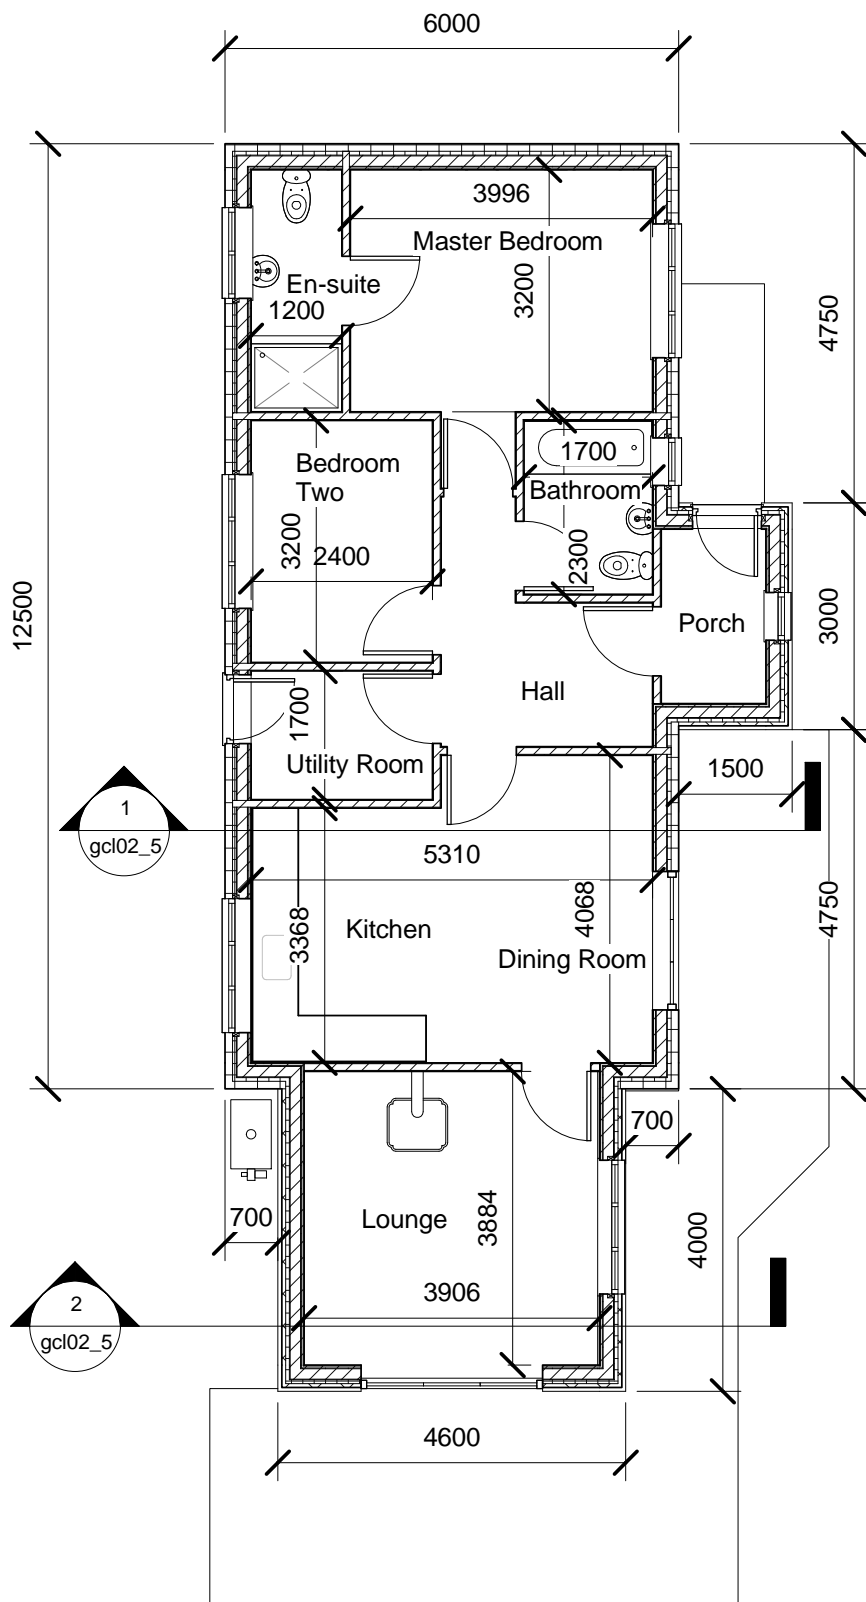 6000
3996
Master Bedroom
3200
En-suite
1200
4750
12500
Bedroom
Two
3200
2400
1700
Bathroom
2300
Porch
3000
Hall
1700
Utility Room
1500
1
gcl02_5
5310
4068
3368
Kitchen
Dining Room
4750
700
700
Lounge
3884
4000
3906
2
gcl02_5
4600